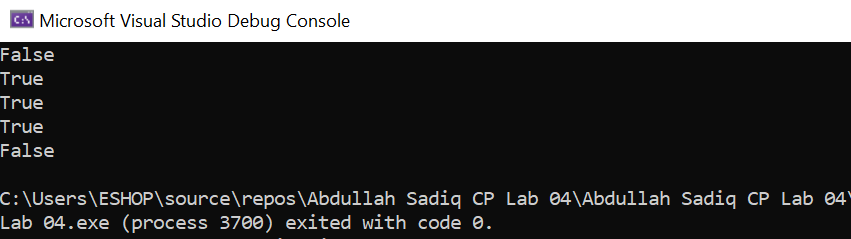 Microsoft Visual Studio Debug Console
False
True
True
True
False
C:\Users\ESHOP\source\repos\Abdullah Sadiq CP Lab 04\Abdullah Sadiq CP Lab 04\
Lab 04.exe (process 3700) exited with code 0.